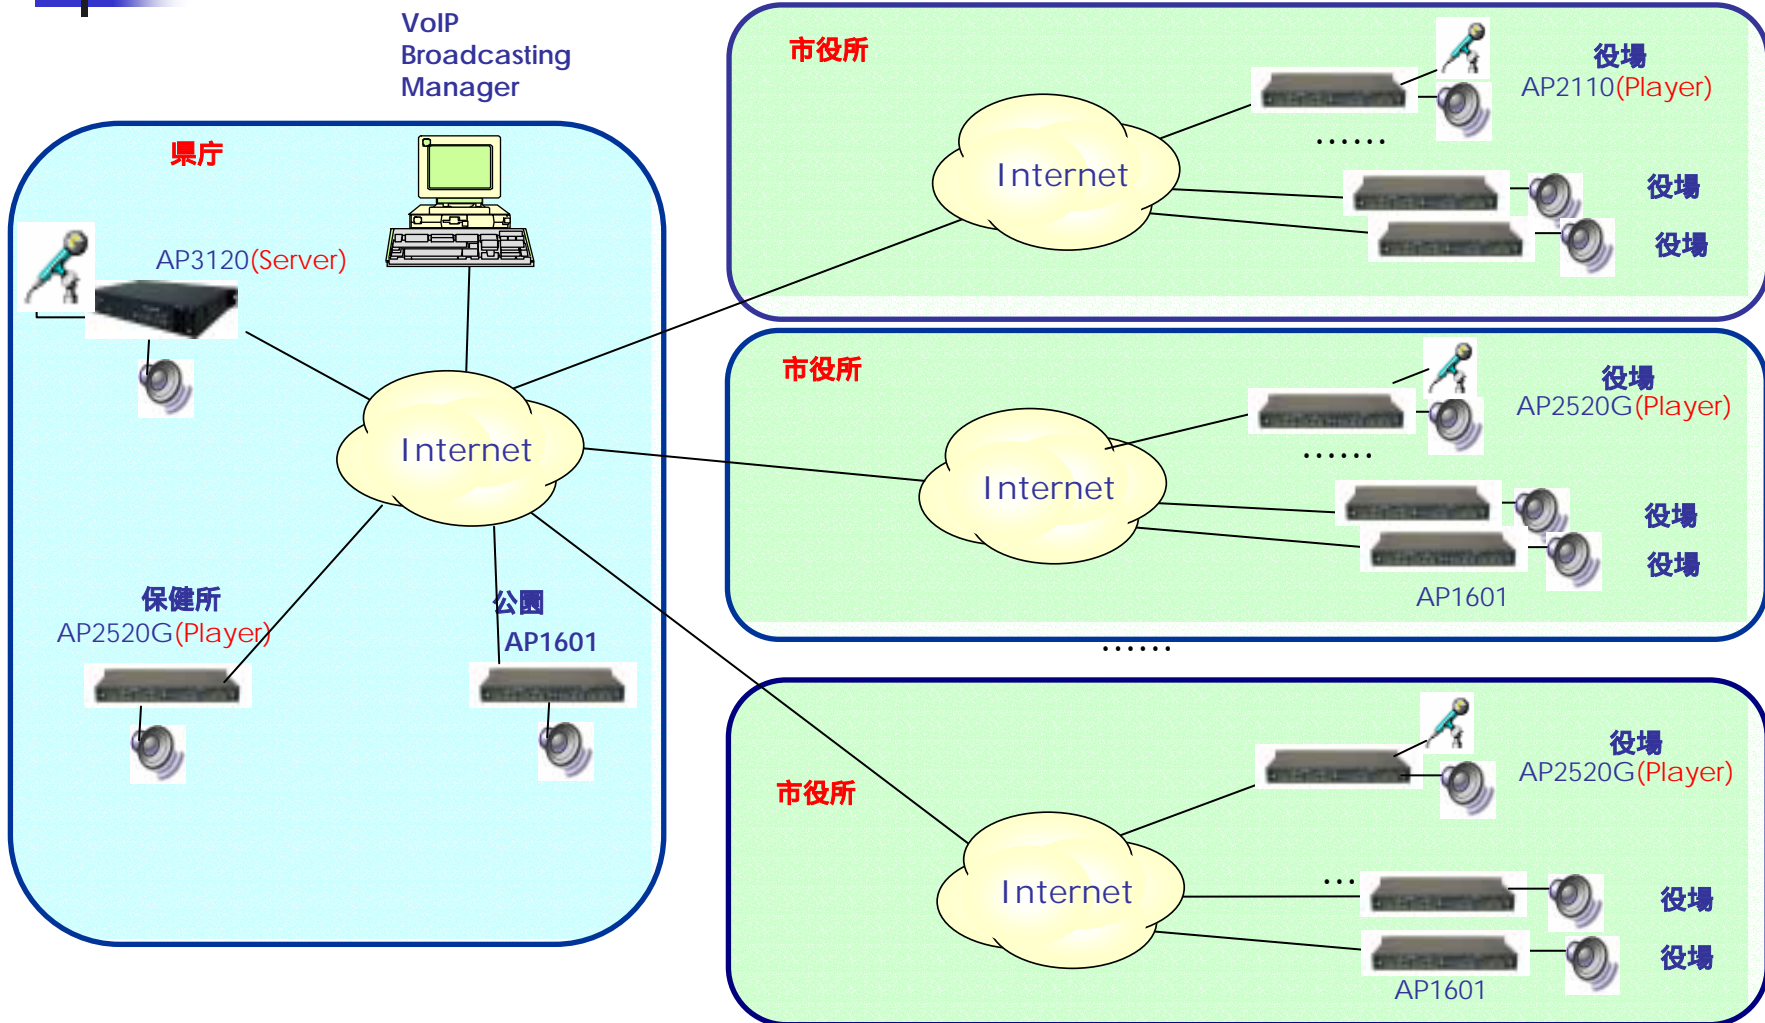 VoIP
Broadcasting
Manager
県庁
AP3120(Server)
Internet
保健所
AP2520G(Player)
公園
AP1601
市役所
役場
AP2110(Player)
......
Internet
役場
役場
市役所
役場
AP2520G(Player)
......
Internet
役場
役場
AP1601
......
市役所
役場
AP2520G(Player)
Internet
...
役場
役場
AP1601